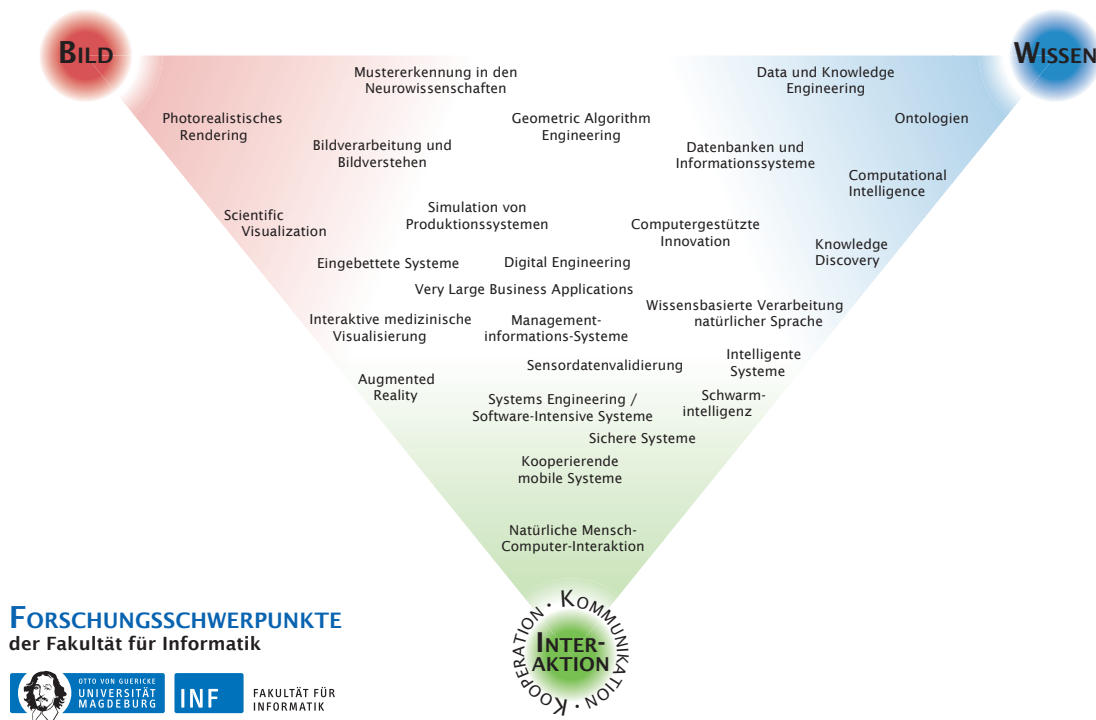 BILD
WISSEN
Mustererkennung in den
Neurowissenschaften
Data und Knowledge
Engineering
Photorealistisches
Rendering
Geometric Algorithm
Engineering
Ontologien
Bildverarbeitung und
Bildverstehen
Datenbanken und
Informationssysteme
Computational
Intelligence
Scientific
Visualization
Simulation von
Produktionssystemen
Computergestützte
Innovation
Knowledge
Discovery
Eingebettete Systeme
Digital Engineering
Very Large Business Applications
Wissensbasierte Verarbeitung
natürlicher Sprache
Interaktive medizinische
Visualisierung
Management-
informations-Systeme
Sensordatenvalidierung
Intelligente
Systeme
Augmented
Reality
Systems Engineering /
Software-Intensive Systeme
Schwarm-
intelligenz
Sichere Systeme
Kooperierende
mobile Systeme
Natürliche Mensch-
Computer-Interaktion
KOOPERATION · KOMMUNIKATION ·
INTER-
AKTION
FORSCHUNGSSCHWERPUNKTE
der Fakultät für Informatik
OTTO VON GUERICKE
UNIVERSITÄT
MAGDEBURG
INF
FAKULTÄT FÜR
INFORMATIK